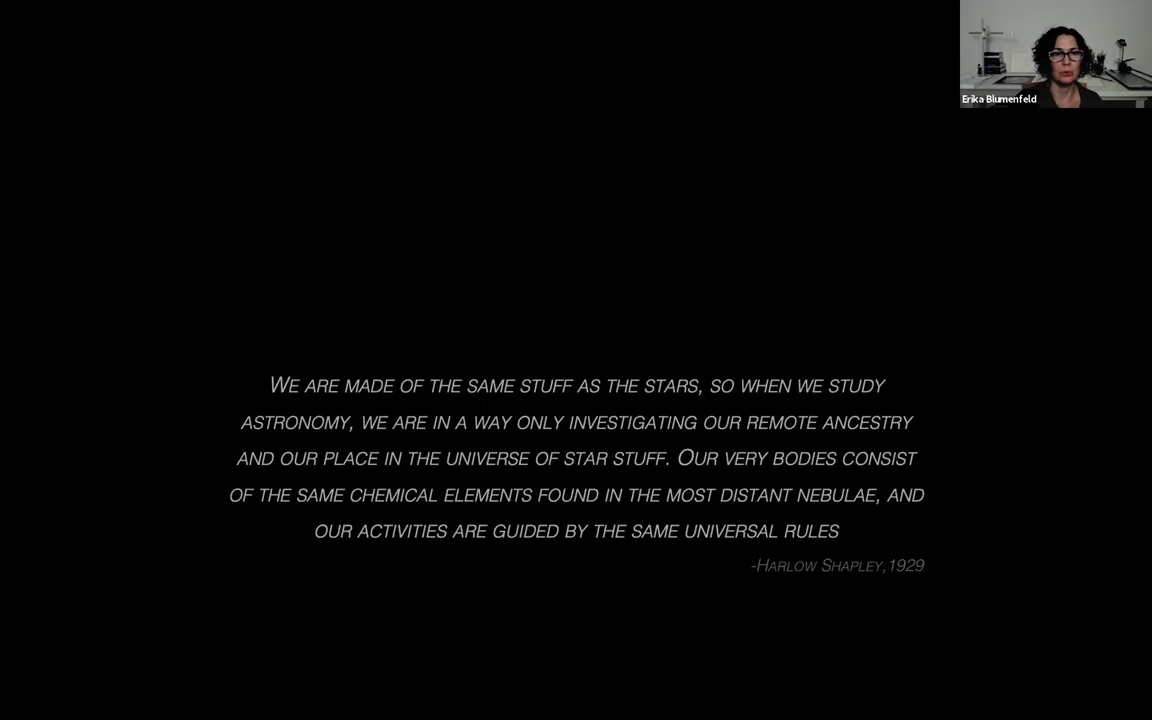 Erika Blumenfeld
WE ARE MADE OF THE SAME STUFF AS THE STARS, SO WHEN WE STUDY
ASTRONOMY, WE ARE IN A WAY ONLY INVESTIGATING OUR REMOTE ANCESTRY
AND OUR PLACE IN THE UNIVERSE OF STAR STUFF. OUR VERY BODIES CONSIST
OF THE SAME CHEMICAL ELEMENTS FOUND IN THE MOST DISTANT NEBULAE, AND
OUR ACTIVITIES ARE GUIDED BY THE SAME UNIVERSAL RULES
-HARLOW SHAPLEY,1929